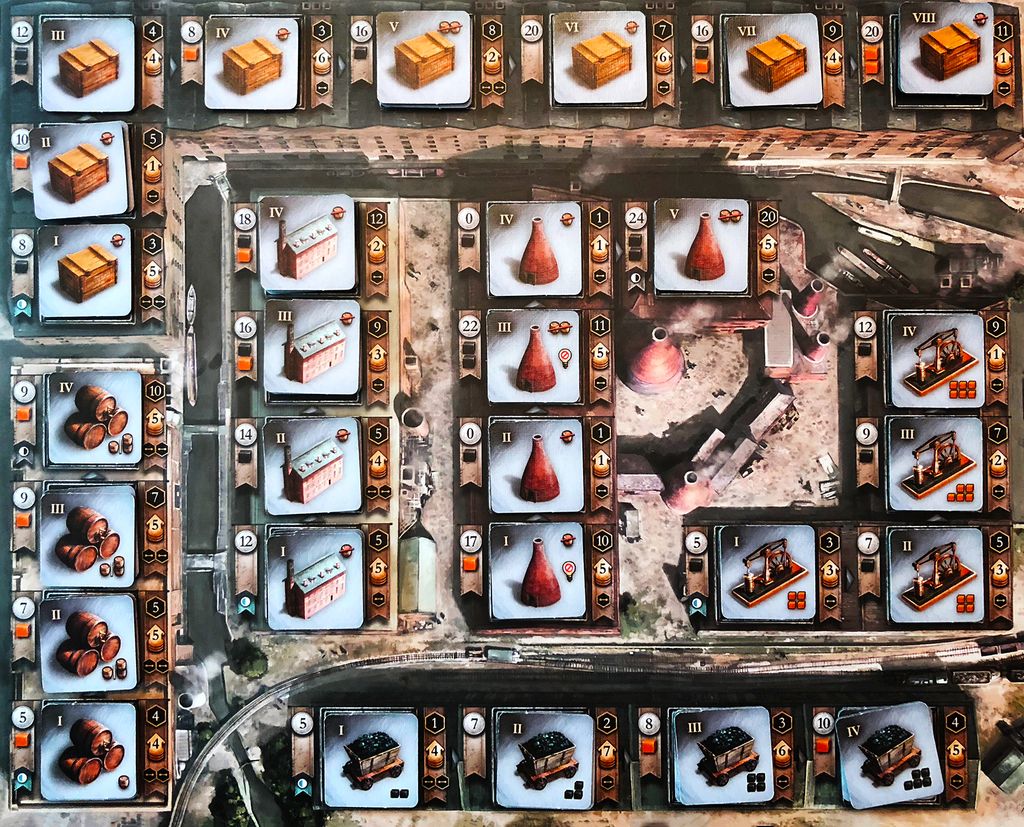 12 III 4 4
8 IV 3 6
16 V 8 2
20 VI 7 6
16 VII 9 4
20 VIII 11 1
10 II 5 1
8 I 3 5
18 IV 12 2
0 IV 1 1
24 V 20 5
16 III 9 3
22 III 11 5
12 IV 9 1
9 IV 10 5
14 II 5 4
0 II 1 1
9 III 7 2
9 III 7 5
12 I 5 5
17 I 10 5
5 I 3 3
7 II 5 3
7 II 5 5
5 I 4 4
5 I 1 4
7 II 2 7
8 III 3 6
10 IV 4 5